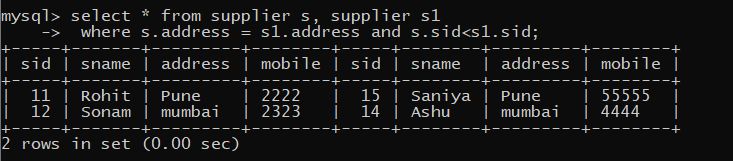 mysql> select * from supplier s, supplier s1
    -> where s.address = s1.address and s.sid<s1.sid;
+-----+-------+---------+--------+-----+--------+---------+--------+
| sid | sname | address | mobile | sid | sname  | address | mobile |
+-----+-------+---------+--------+-----+--------+---------+--------+
|  11 | Rohit | Pune    | 2222   |  15 | Saniya | Pune    | 55555  |
|  12 | Sonam | mumbai  | 2323   |  14 | Ashu   | mumbai  | 4444   |
+-----+-------+---------+--------+-----+--------+---------+--------+
2 rows in set (0.00 sec)